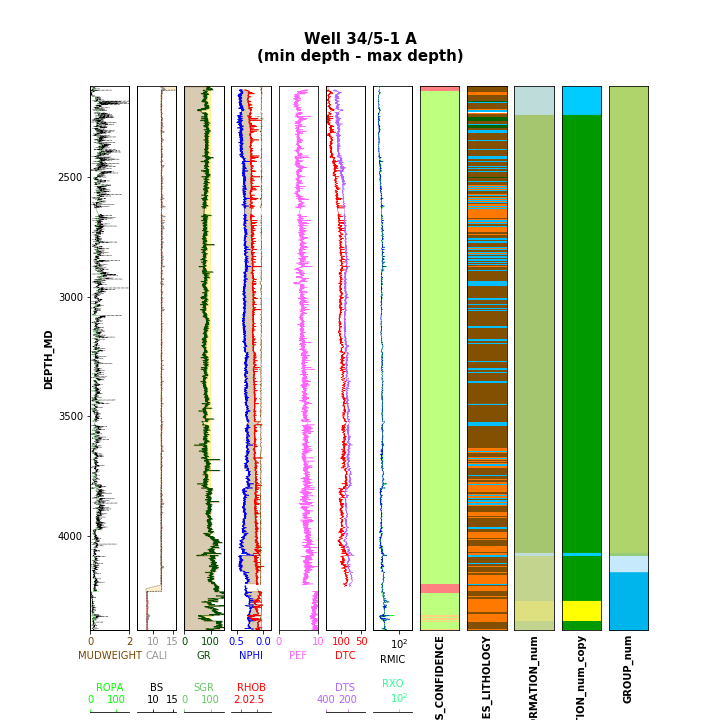 Well 34/5-1 A
(min depth - max depth)
DEPTH_MD
2500
3000
3500
4000
0 2 10 15 0 100 0.5 0.0 0 10 100 50 10²
MUDWEIGHT CALI GR NPHI PEF DTC RMIC
ROPA BS SGR RHOB DTS RXO
0 100 10 15 0 100 2.02.5 400 200 10²
S_CONFIDENCE
ES_LITHOLOGY
RMATION_num
TION_num_copy
GROUP_num